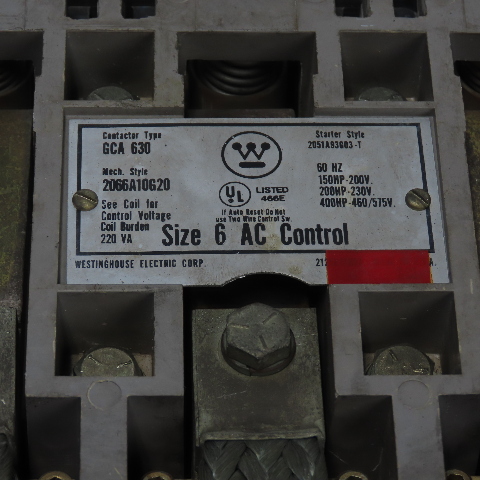 Contactor Type
GCA 630
Starter Style
2051A93G03-T
Mech. Style
2066A10G20
See Coil for
Control Voltage
Coil Burden
220 VA
W
UL LISTED
466E
If Auto Reset Do Not
use Two Wire Control Sw.
60 HZ
150HP-200V.
200HP-230V.
400HP-460/575V.
Size 6 AC Control
WESTINGHOUSE ELECTRIC CORP.